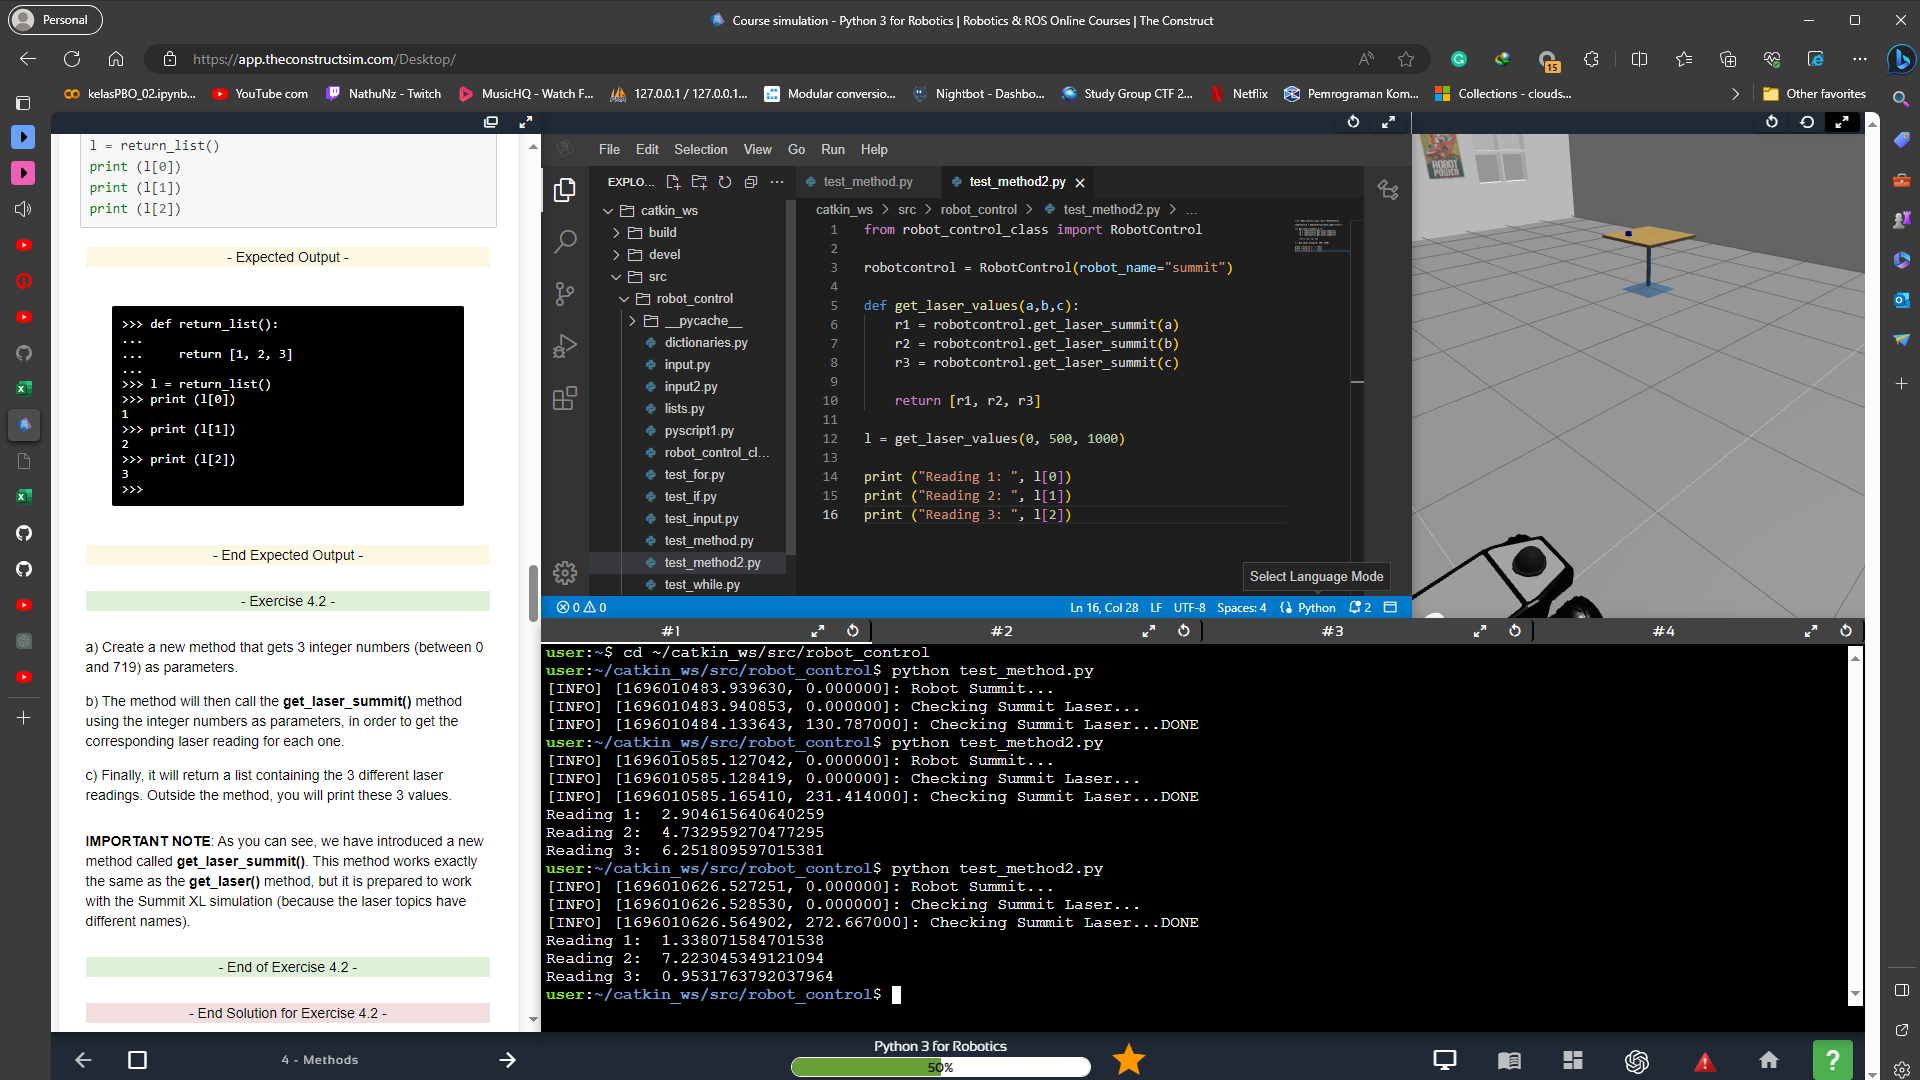 Personal
Course simulation - Python 3 for Robotics | Robotics & ROS Online Courses | The Construct
https://app.theconstructsim.com/Desktop/
15
kelasPBO_02.ipynb...
YouTube com
NathuNz - Twitch
MusicHQ - Watch F...
127.0.0.1 / 127.0.0.1...
Modular conversio...
Nightbot - Dashbo...
Study Group CTF 2...
Netflix
Pemrograman Kom...
Collections - clouds...
Other favorites
l = return_list()
print (l[0])
print (l[1])
print (l[2])
- Expected Output -
>>> def return_list():
...
...     return [1, 2, 3]
...
>>> l = return_list()
>>> print (l[0])
1
>>> print (l[1])
2
>>> print (l[2])
3
>>>
- End Expected Output -
- Exercise 4.2 -
a) Create a new method that gets 3 integer numbers (between 0
and 719) as parameters.
b) The method will then call the get_laser_summit() method
using the integer numbers as parameters, in order to get the
corresponding laser reading for each one.
c) Finally, it will return a list containing the 3 different laser
readings. Outside the method, you will print these 3 values.
IMPORTANT NOTE: As you can see, we have introduced a new
method called get_laser_summit(). This method works exactly
the same as the get_laser() method, but it is prepared to work
with the Summit XL simulation (because the laser topics have
different names).
- End of Exercise 4.2 -
- End Solution for Exercise 4.2 -
File Edit Selection View Go Run Help
EXPLO...
catkin_ws
build
devel
src
robot_control
__pycache__
dictionaries.py
input.py
input2.py
lists.py
pyscript1.py
robot_control_cl...
test_for.py
test_if.py
test_input.py
test_method.py
test_method2.py
test_while.py
test_method.py
test_method2.py
catkin_ws > src > robot_control > test_method2.py > ...
1 from robot_control_class import RobotControl
2
3 robotcontrol = RobotControl(robot_name="summit")
4
5 def get_laser_values(a,b,c):
6     r1 = robotcontrol.get_laser_summit(a)
7     r2 = robotcontrol.get_laser_summit(b)
8     r3 = robotcontrol.get_laser_summit(c)
9
10     return [r1, r2, r3]
11
12 l = get_laser_values(0, 500, 1000)
13
14 print ("Reading 1: ", l[0])
15 print ("Reading 2: ", l[1])
16 print ("Reading 3: ", l[2])
Select Language Mode
0 0
Ln 16, Col 28 LF UTF-8 Spaces: 4 Python 2
ROBOT
POWER
#1
#2
#3
#4
user:~$ cd ~/catkin_ws/src/robot_control
user:~/catkin_ws/src/robot_control$ python test_method.py
[INFO] [1696010483.939630, 0.000000]: Robot Summit...
[INFO] [1696010483.940853, 0.000000]: Checking Summit Laser...
[INFO] [1696010484.133643, 130.787000]: Checking Summit Laser...DONE
user:~/catkin_ws/src/robot_control$ python test_method2.py
[INFO] [1696010585.127042, 0.000000]: Robot Summit...
[INFO] [1696010585.128419, 0.000000]: Checking Summit Laser...
[INFO] [1696010585.165410, 231.414000]: Checking Summit Laser...DONE
Reading 1:  2.904615640640259
Reading 2:  4.732959270477295
Reading 3:  6.251809597015381
user:~/catkin_ws/src/robot_control$ python test_method2.py
[INFO] [1696010626.527251, 0.000000]: Robot Summit...
[INFO] [1696010626.528530, 0.000000]: Checking Summit Laser...
[INFO] [1696010626.564902, 272.667000]: Checking Summit Laser...DONE
Reading 1:  1.338071584701538
Reading 2:  7.223045349121094
Reading 3:  0.9531763792037964
user:~/catkin_ws/src/robot_control$
4 - Methods
Python 3 for Robotics
50%
?